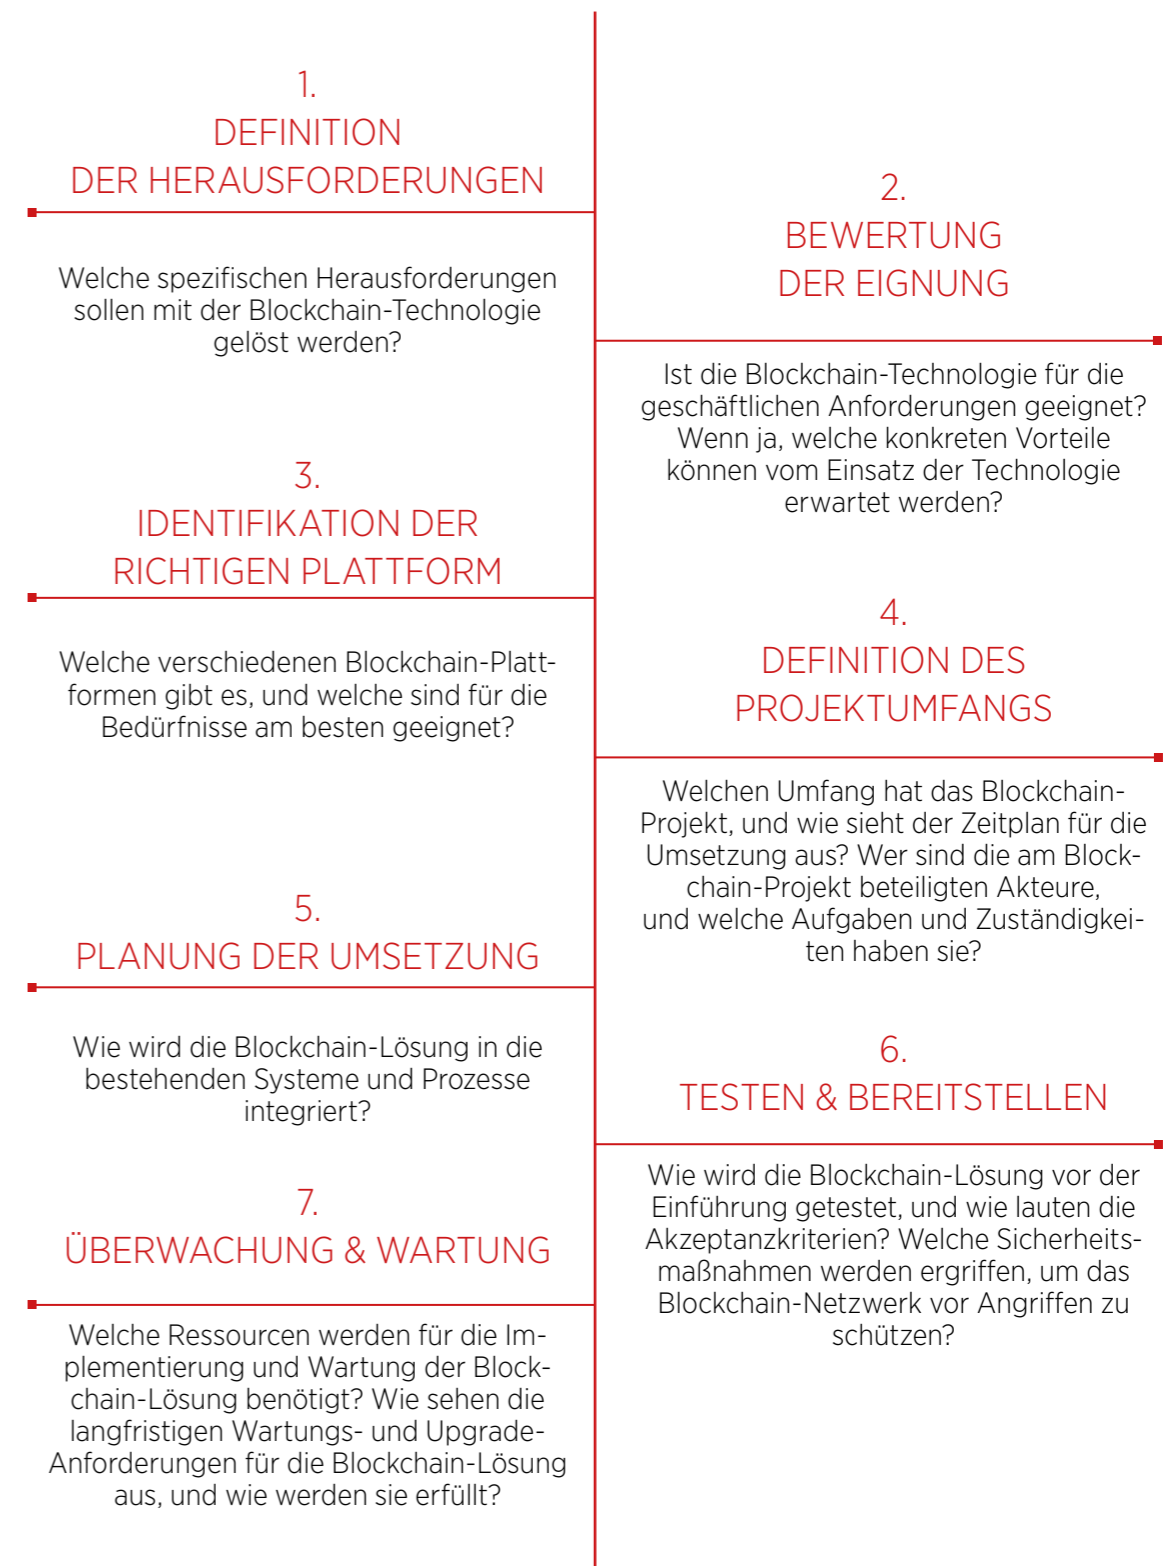 1.
DEFINITION
DER HERAUSFORDERUNGEN
Welche spezifischen Herausforderungen
sollen mit der Blockchain-Technologie
gelöst werden?
2.
BEWERTUNG
DER EIGNUNG
Ist die Blockchain-Technologie für die
geschäftlichen Anforderungen geeignet?
Wenn ja, welche konkreten Vorteile
können vom Einsatz der Technologie
erwartet werden?
3.
IDENTIFIKATION DER
RICHTIGEN PLATTFORM
Welche verschiedenen Blockchain-Platt-
formen gibt es, und welche sind für die
Bedürfnisse am besten geeignet?
4.
DEFINITION DES
PROJEKTUMFANGS
Welchen Umfang hat das Blockchain-
Projekt, und wie sieht der Zeitplan für die
Umsetzung aus? Wer sind die am Block-
chain-Projekt beteiligten Akteure,
und welche Aufgaben und Zuständigkei-
ten haben sie?
5.
PLANUNG DER UMSETZUNG
Wie wird die Blockchain-Lösung in die
bestehenden Systeme und Prozesse
integriert?
6.
TESTEN & BEREITSTELLEN
Wie wird die Blockchain-Lösung vor der
Einführung getestet, und wie lauten die
Akzeptanzkriterien? Welche Sicherheits-
maßnahmen werden ergriffen, um das
Blockchain-Netzwerk vor Angriffen zu
schützen?
7.
ÜBERWACHUNG & WARTUNG
Welche Ressourcen werden für die Im-
plementierung und Wartung der Block-
chain-Lösung benötigt? Wie sehen die
langfristigen Wartungs- und Upgrade-
Anforderungen für die Blockchain-Lösung
aus, und wie werden sie erfüllt?